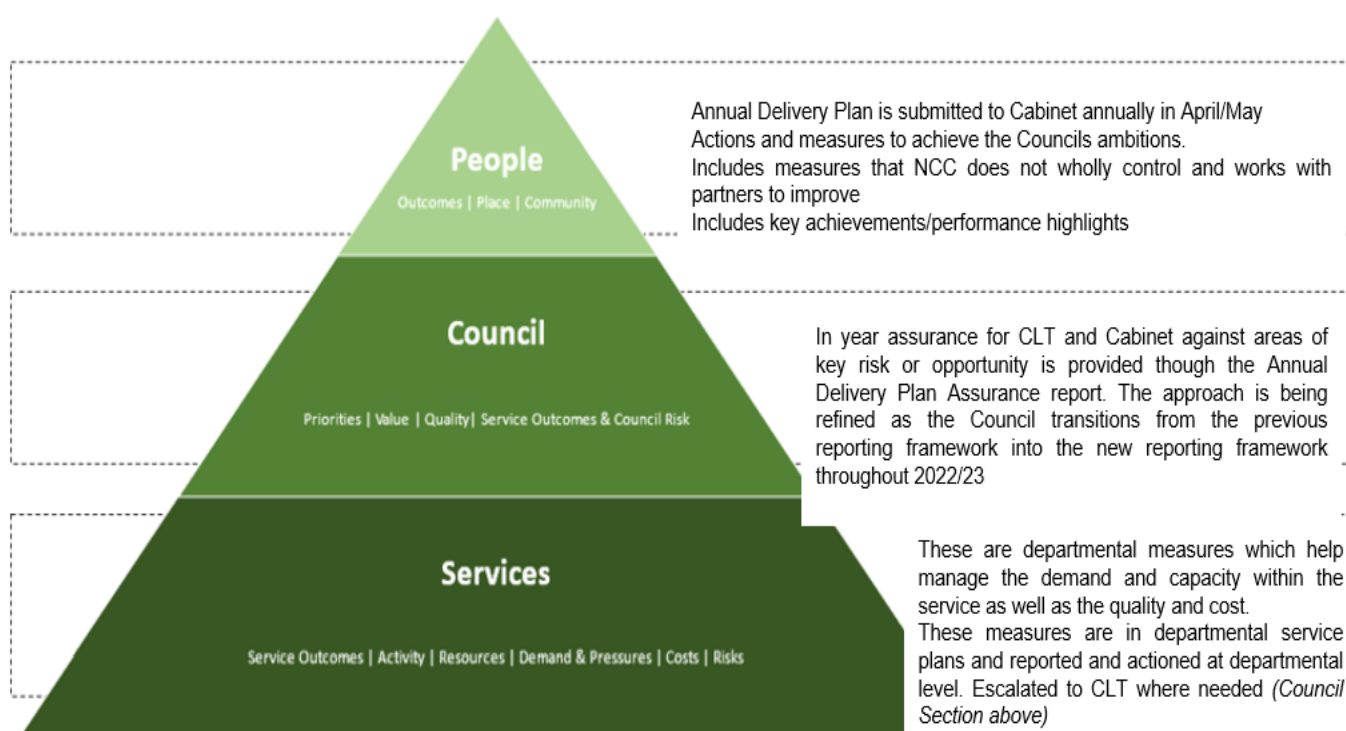 People
Outcomes | Place | Community
Annual Delivery Plan is submitted to Cabinet annually in April/May
Actions and measures to achieve the Councils ambitions.
Includes measures that NCC does not wholly control and works with
partners to improve
Includes key achievements/performance highlights
Council
Priorities | Value | Quality| Service Outcomes & Council Risk
In year assurance for CLT and Cabinet against areas of
key risk or opportunity is provided though the Annual
Delivery Plan Assurance report. The approach is being
refined as the Council transitions from the previous
reporting framework into the new reporting framework
throughout 2022/23
Services
Service Outcomes | Activity | Resources | Demand & Pressures | Costs | Risks
These are departmental measures which help
manage the demand and capacity within the
service as well as the quality and cost.
These measures are in departmental service
plans and reported and actioned at departmental
level. Escalated to CLT where needed (Council
Section above)